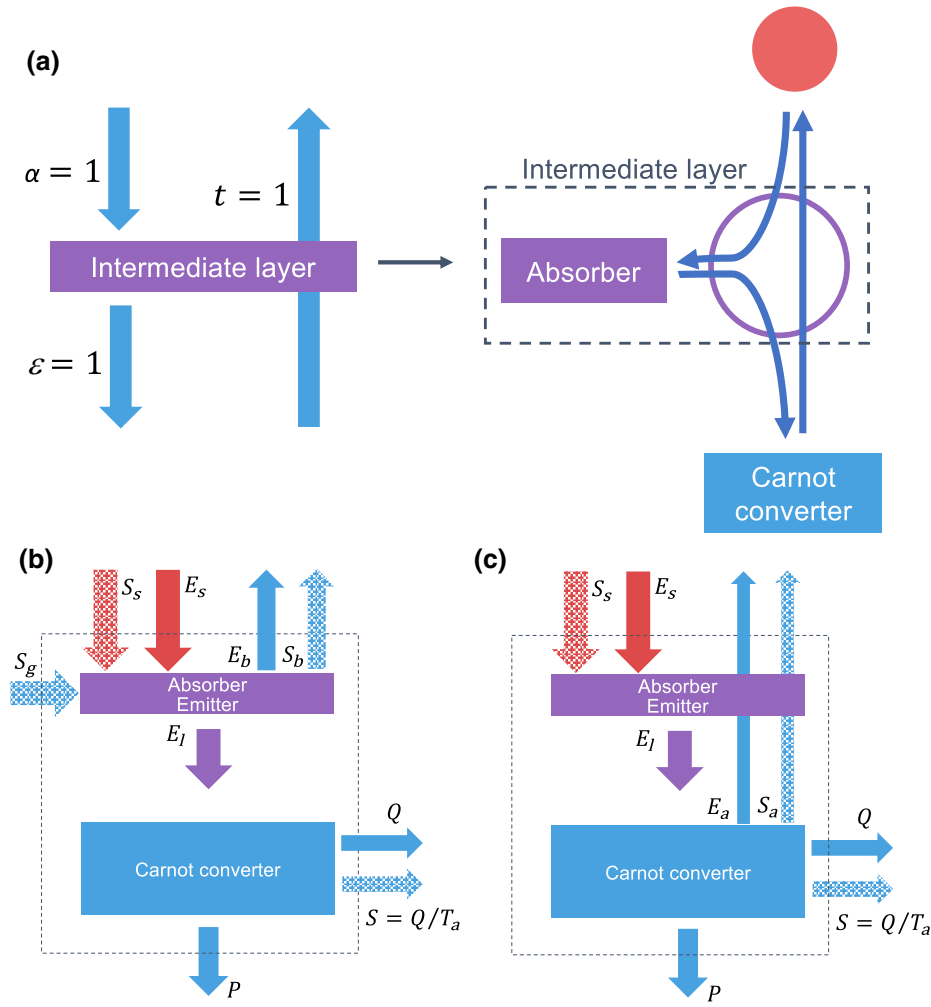 (a)
α = 1
t = 1
Intermediate layer
ε = 1
Intermediate layer
Absorber
Carnot
converter
(b)
S_s
E_s
S_g
E_b
S_b
Absorber
Emitter
E_l
Carnot converter
Q
S = Q/T_a
P
(c)
S_s
E_s
Absorber
Emitter
E_l
E_a
S_a
Carnot converter
Q
S = Q/T_a
P